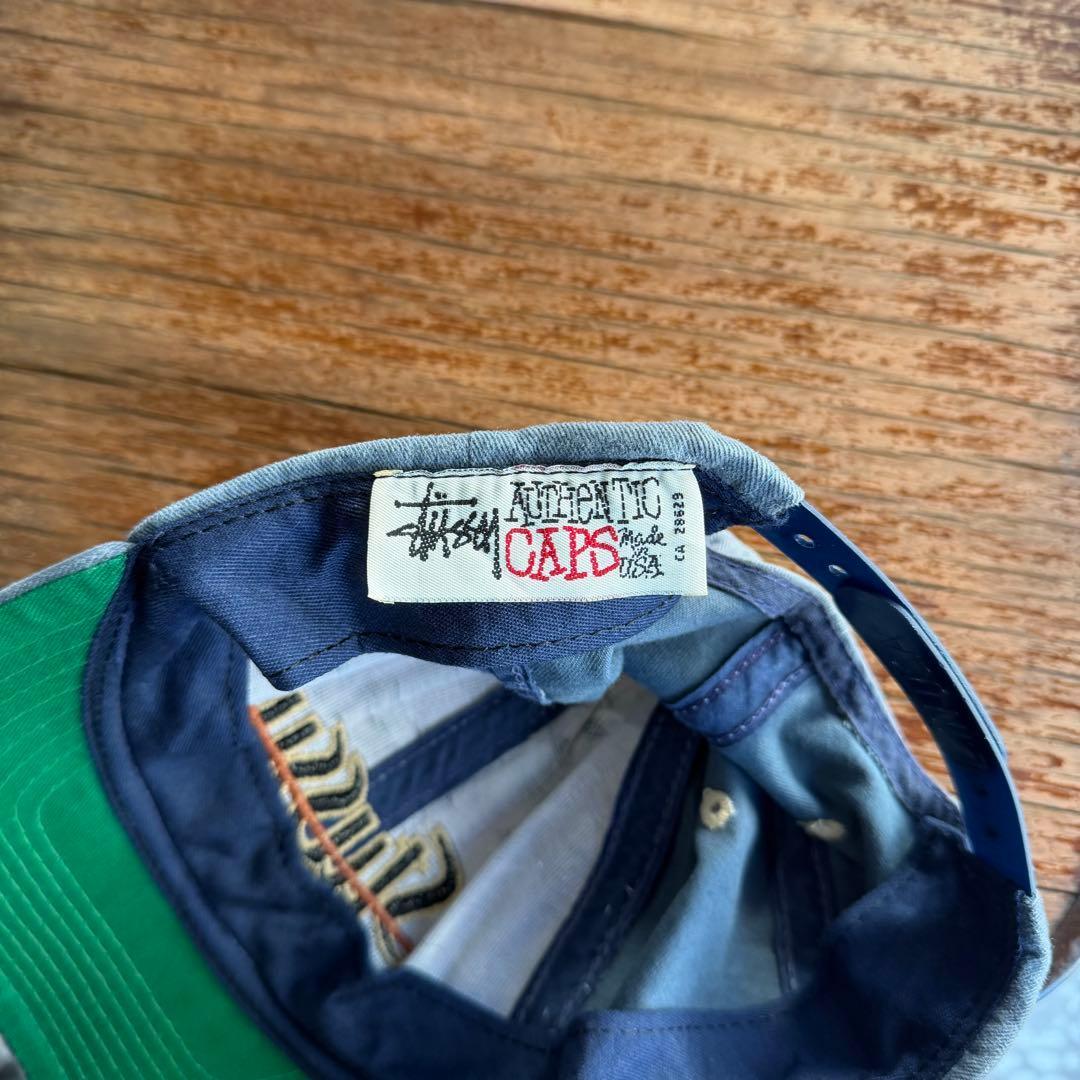 Stüssy
AUTHENTIC
CAPS
Made
in
USA
CA 28629